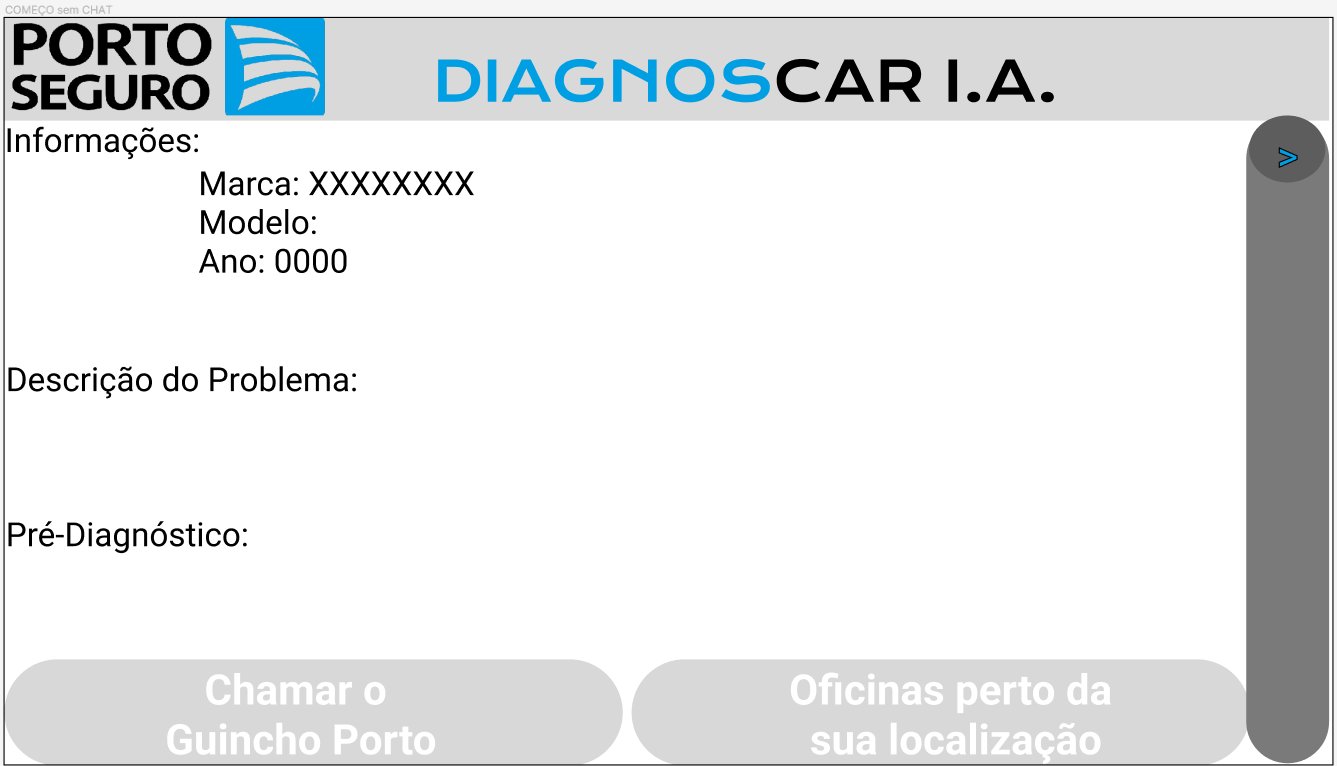 COMEÇO sem CHAT
PORTO
SEGURO
DIAGNOSCAR I.A.
Informações:
>
Marca: XXXXXXXX
Modelo:
Ano: 0000
Descrição do Problema:
Pré-Diagnóstico:
Chamar o
Guincho Porto
Oficinas perto da
sua localização